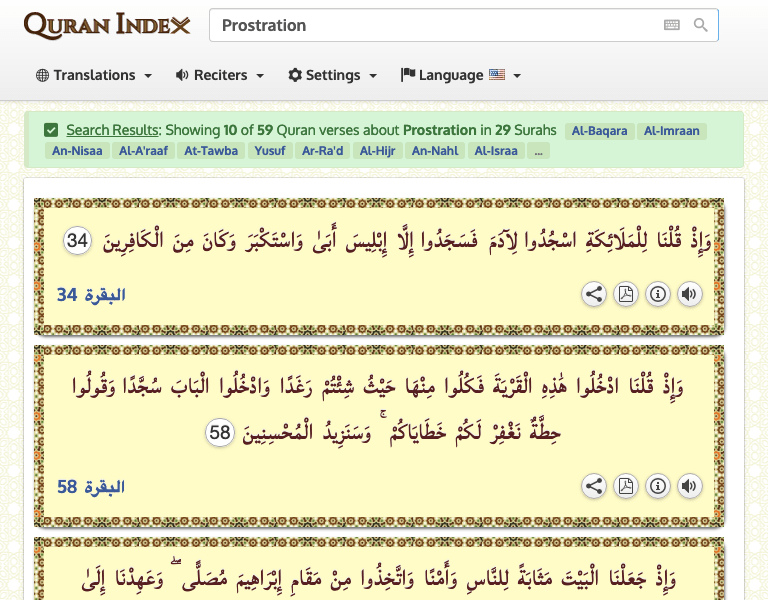 QURAN INDEX
Prostration
Translations Reciters Settings Language
Search Results: Showing 10 of 59 Quran verses about Prostration in 29 Surahs Al-Baqara Al-Imraan
An-Nisaa Al-A'raaf At-Tawba Yusuf Ar-Ra'd Al-Hijr An-Nahl Al-Israa ...
وَإِذْ قُلْنَا لِلْمَلَائِكَةِ اسْجُدُوا لِآدَمَ فَسَجَدُوا إِلَّا إِبْلِيسَ أَبَىٰ وَاسْتَكْبَرَ وَكَانَ مِنَ الْكَافِرِينَ 34
البقرة 34
وَإِذْ قُلْنَا ادْخُلُوا هَٰذِهِ الْقَرْيَةَ فَكُلُوا مِنْهَا حَيْثُ شِئْتُمْ رَغَدًا وَادْخُلُوا الْبَابَ سُجَّدًا وَقُولُوا
حِطَّةٌ نَغْفِرْ لَكُمْ خَطَايَاكُمْ ۚ وَسَنَزِيدُ الْمُحْسِنِينَ 58
البقرة 58
وَإِذْ جَعَلْنَا الْبَيْتَ مَثَابَةً لِلنَّاسِ وَأَمْنًا وَاتَّخِذُوا مِنْ مَقَامِ إِبْرَاهِيمَ مُصَلًّى ۖ وَعَهِدْنَا إِلَىٰ